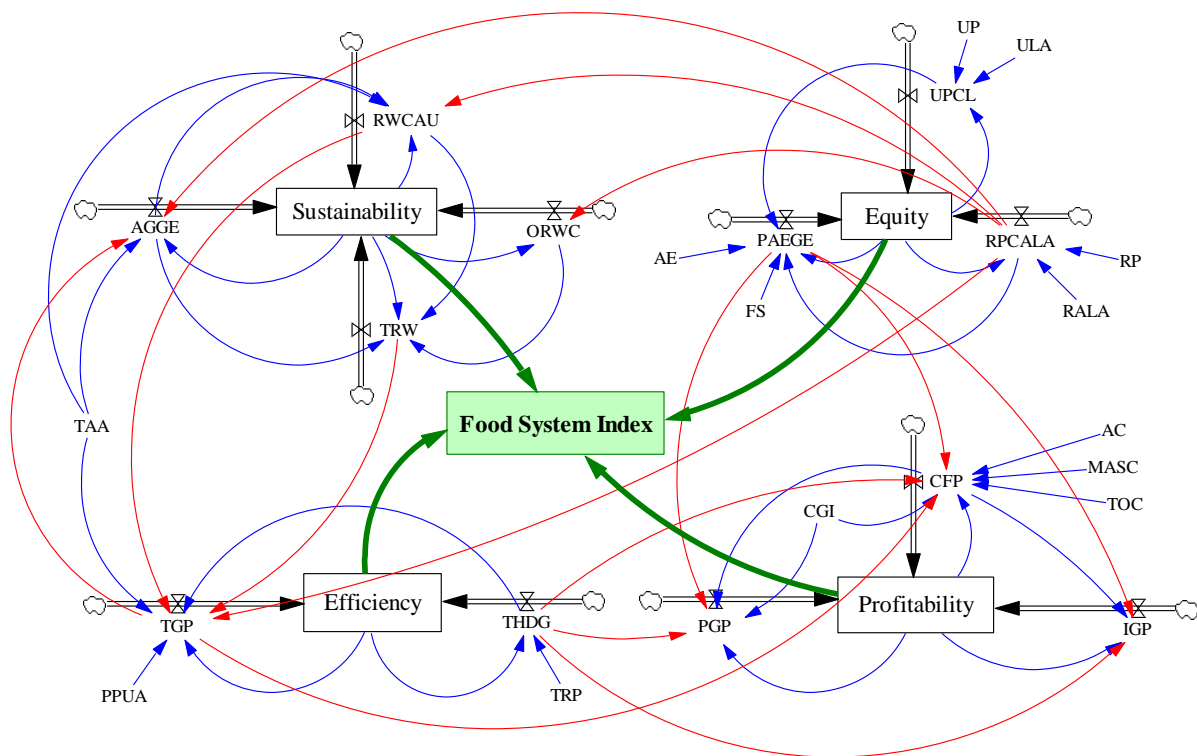 UP
ULA
UPCL
RWCAU
Sustainability
Equity
AGGE
ORWC
PAEGE
RPCALA
AE
RP
FS
RALA
TRW
Food System Index
TAA
AC
MASC
CFP
TOC
CGI
Efficiency
Profitability
TGP
THDG
PGP
IGP
PPUA
TRP